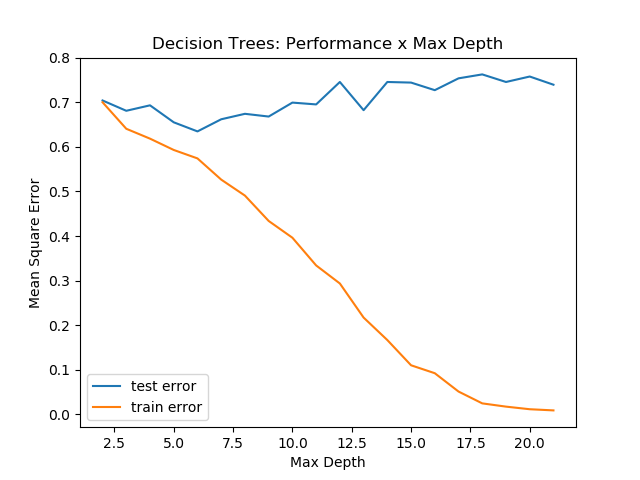 Decision Trees: Performance x Max Depth
0.8
0.7
0.6
0.5
0.4
0.3
0.2
0.1
0.0
Mean Square Error
test error
train error
2.5 5.0 7.5 10.0 12.5 15.0 17.5 20.0
Max Depth